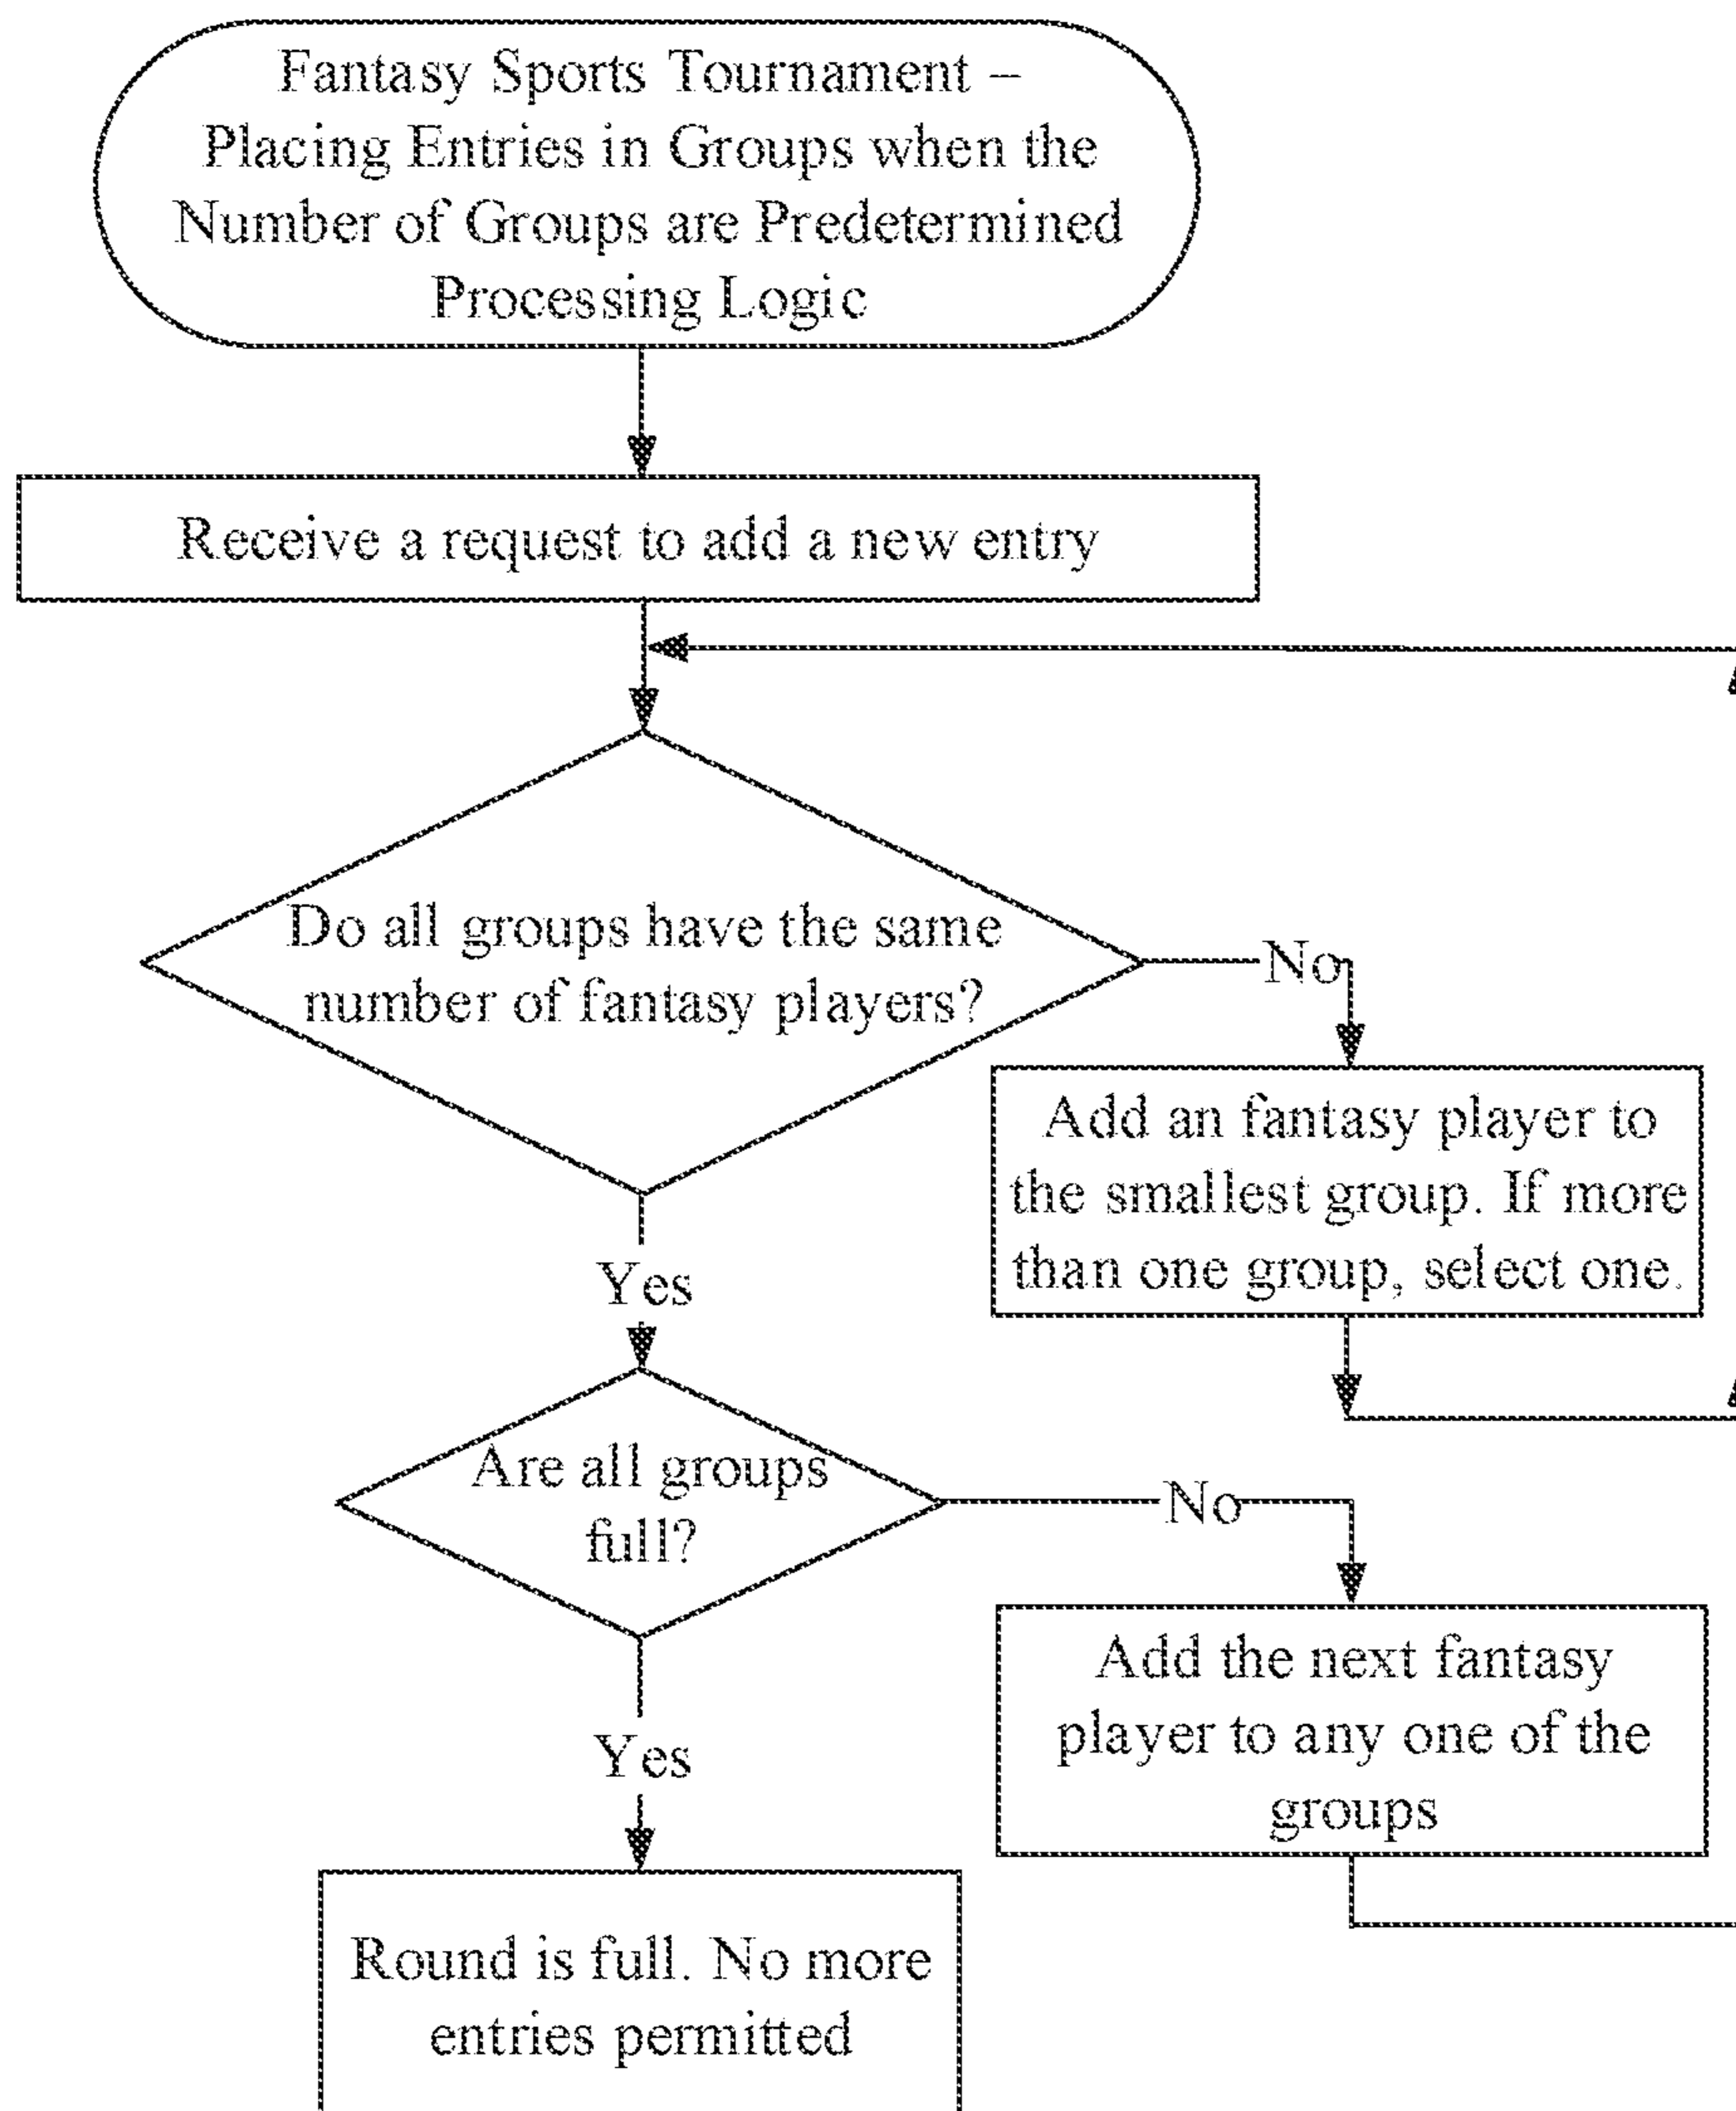 Fantasy Sports Tournament –
Placing Entries in Groups when the
Number of Groups are Predetermined
Processing Logic
Receive a request to add a new entry
Do all groups have the same
number of fantasy players?
No
Add an fantasy player to
the smallest group. If more
than one group, select one.
Yes
Are all groups
full?
No
Add the next fantasy
player to any one of the
groups
Yes
Round is full. No more
entries permitted